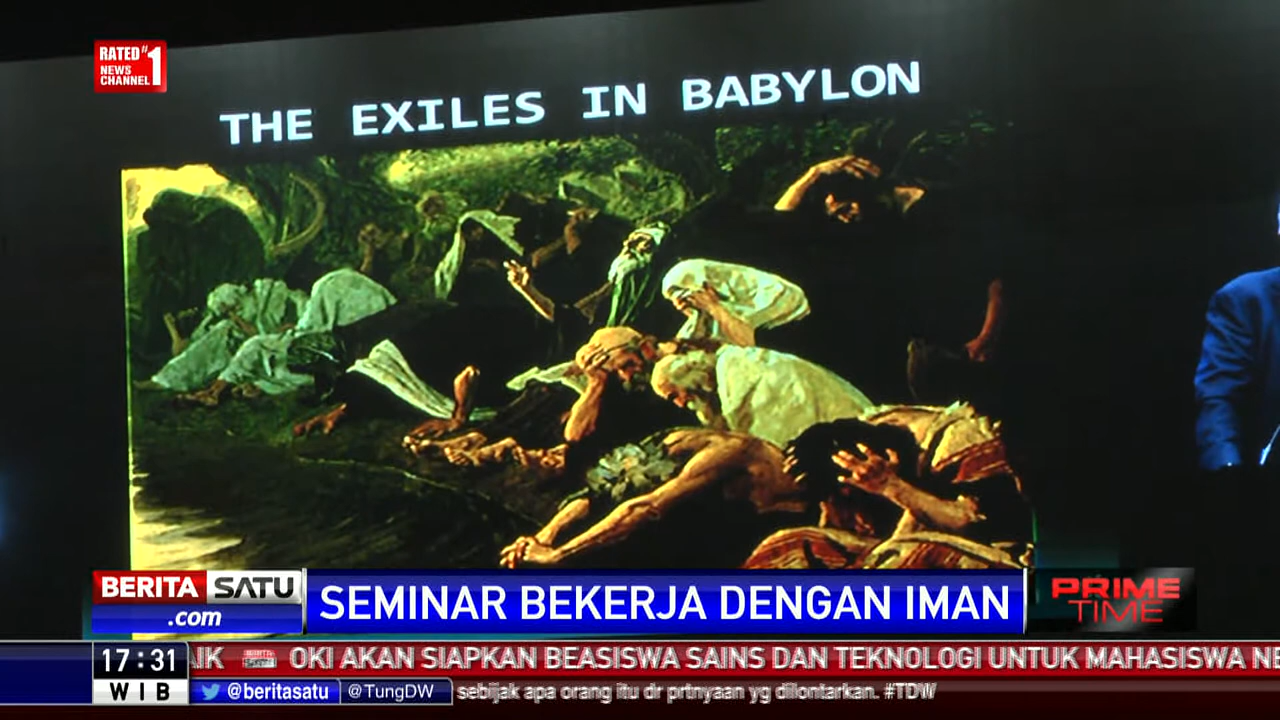 RATED #1
NEWS
CHANNEL
THE EXILES IN BABYLON
BERITA SATU
.com
SEMINAR BEKERJA DENGAN IMAN
PRIME
TIME
17:31
WIB
OKI AKAN SIAPKAN BEASISWA SAINS DAN TEKNOLOGI UNTUK MAHASISWA
@beritasatu
@TungDW
sebijak apa orang itu dr prtnyaan yg dilontarkan. #TDW